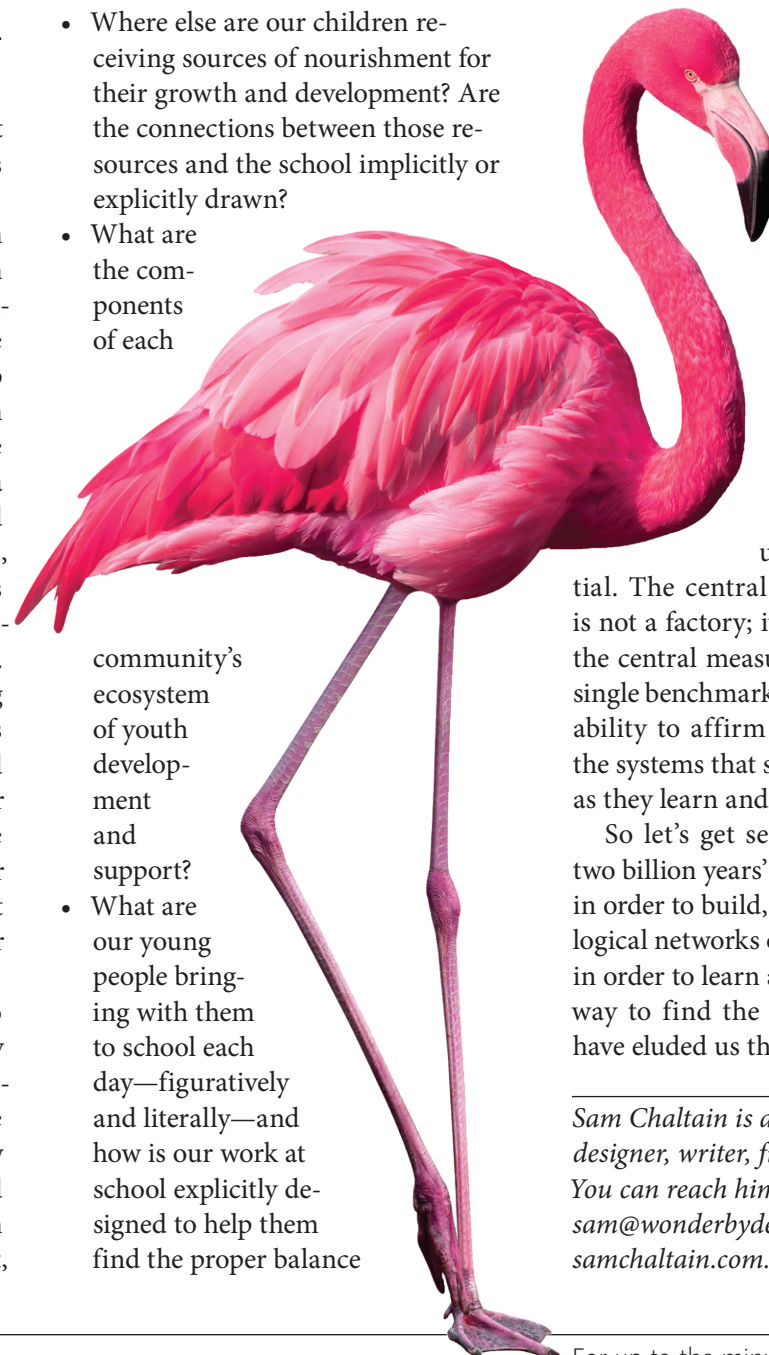 • Where else are our children re-
ceiving sources of nourishment for
their growth and development? Are
the connections between those re-
sources and the school implicitly or
explicitly drawn?
• What are
the com-
ponents
of each
community's
ecosystem
of youth
develop-
ment
and
support?
• What are
our young
people bring-
ing with them
to school each
day—figuratively
and literally—and
how is our work at
school explicitly de-
signed to help them
find the proper balance
tial. The central
is not a factory;
the central
single benchmark
ability to affirm
the systems that
as they learn and
So let's get
two billion years'
in order to build,
logical networks
in order to learn
way to find the
have eluded us
Sam Chaltain is
designer, writer,
You can reach him
sam@wonderbyde
samchaltain.com.